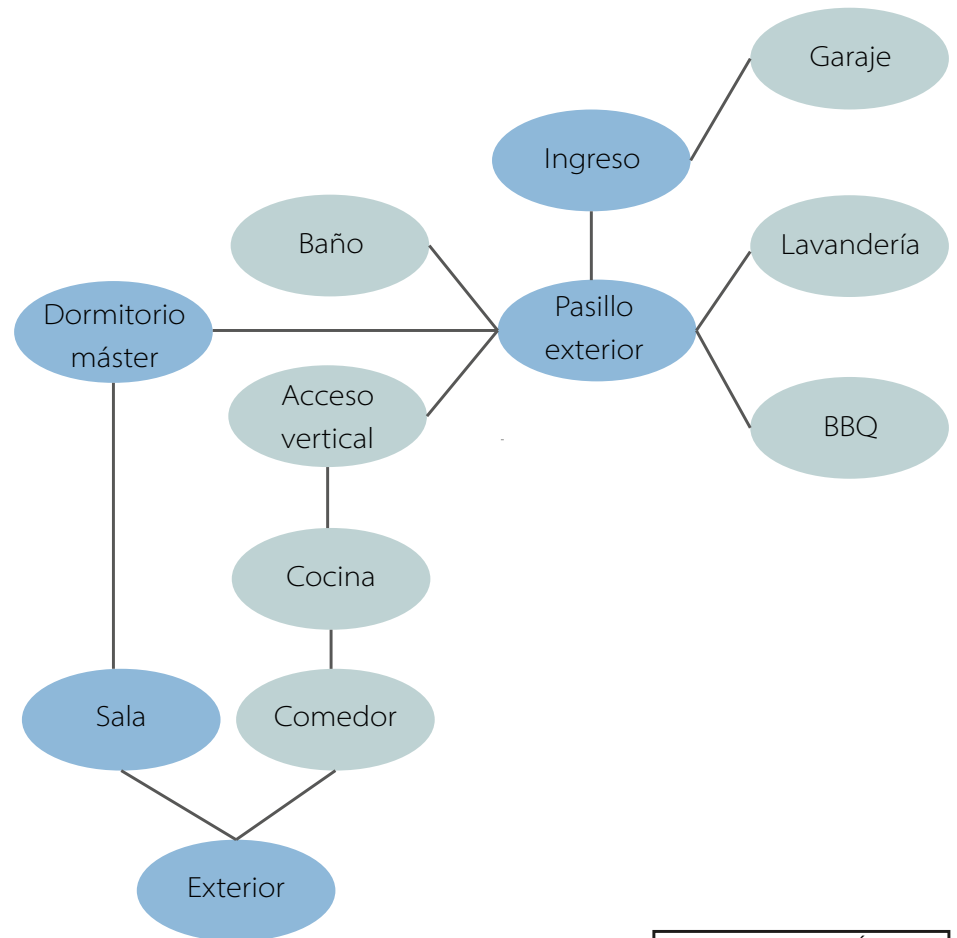 Garaje
Ingreso
Baño
Lavandería
Dormitorio
máster
Pasillo
exterior
Acceso
vertical
BBQ
Cocina
Sala
Comedor
Exterior